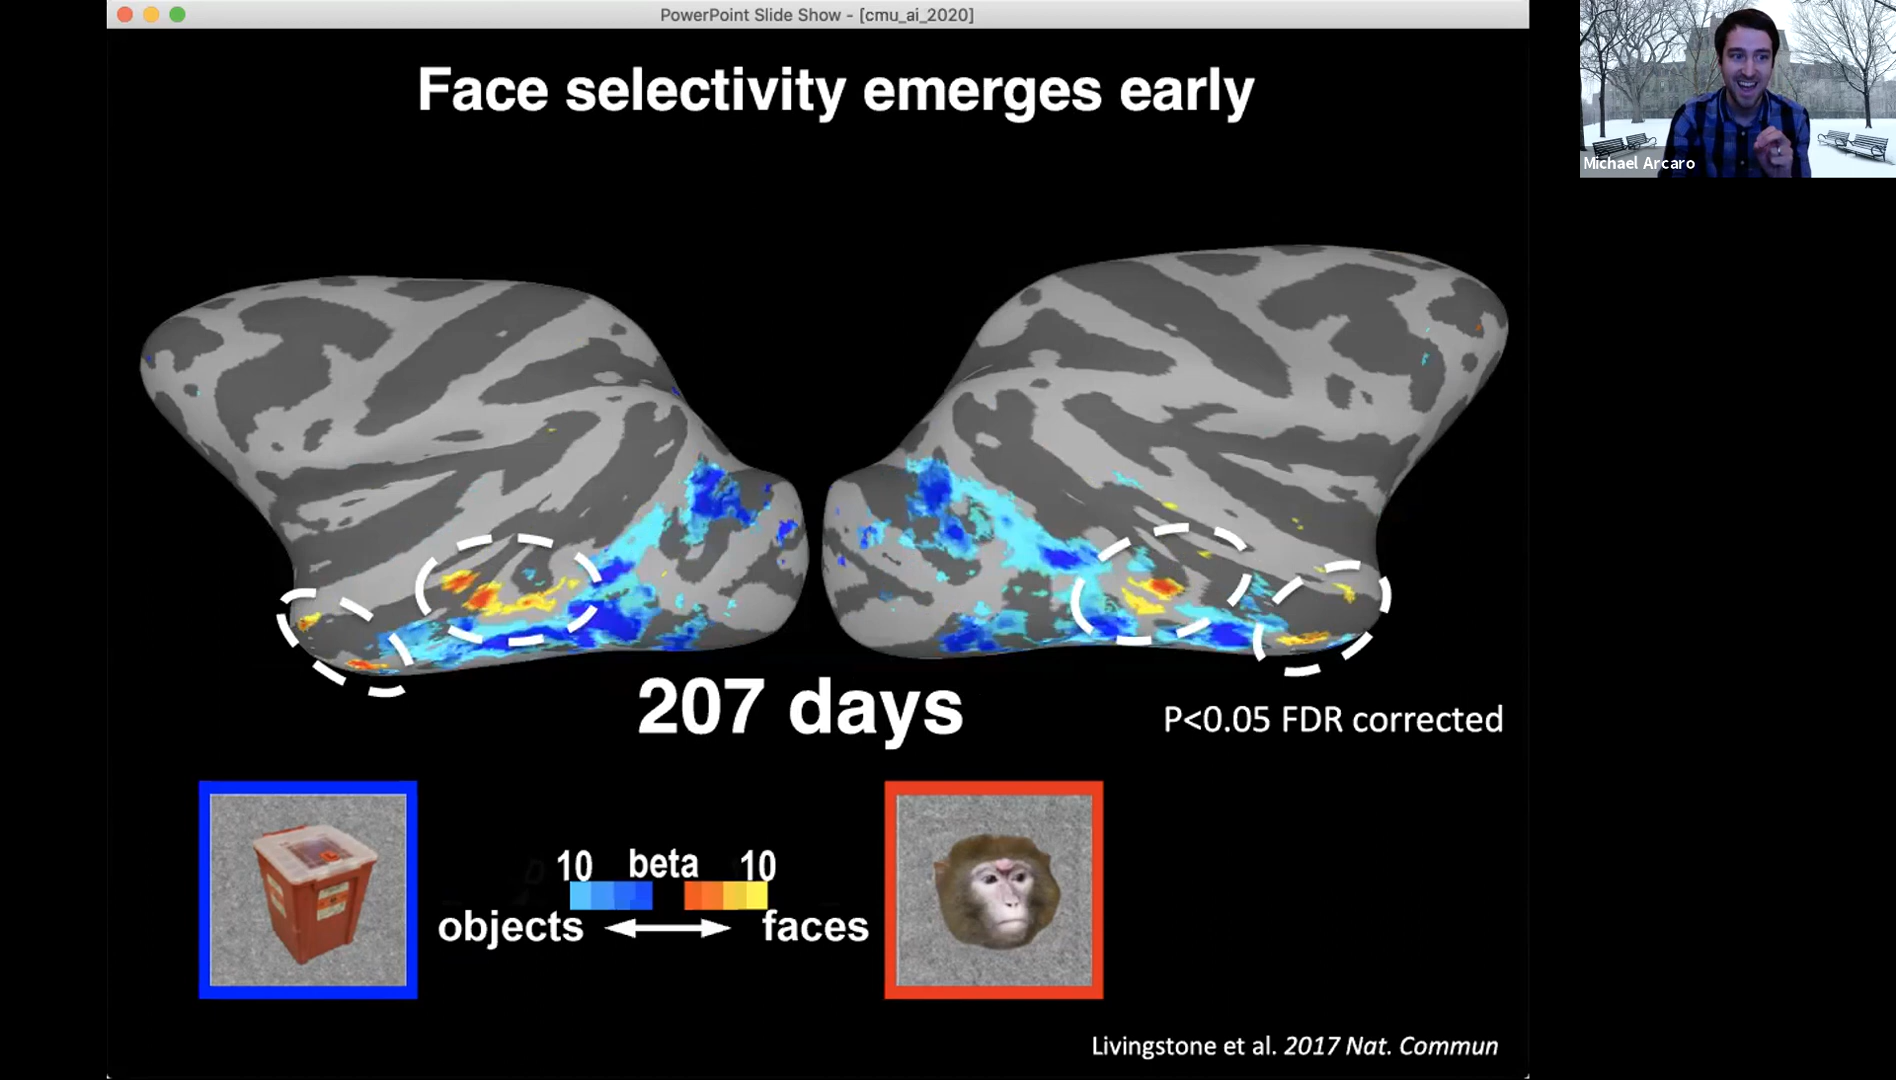 PowerPoint Slide Show - [cmu_ai_2020]
Face selectivity emerges early
Michael Arcaro
207 days
P<0.05 FDR corrected
10 beta 10
objects faces
Livingstone et al. 2017 Nat. Commun